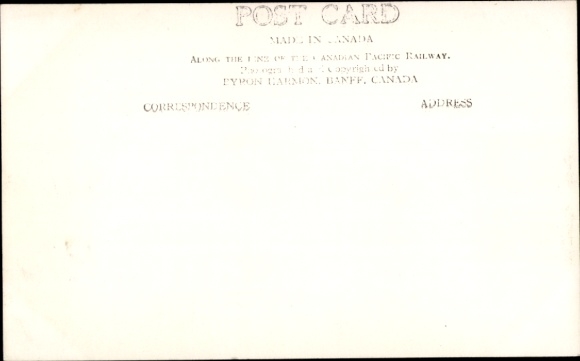 POST CARD
MADE IN CANADA
ALONG THE LINE OF THE CANADIAN PACIFIC RAILWAY.
Photographed and Copyrighted by
BYRON HARMON, BANFF, CANADA
CORRESPONDENCE
ADDRESS